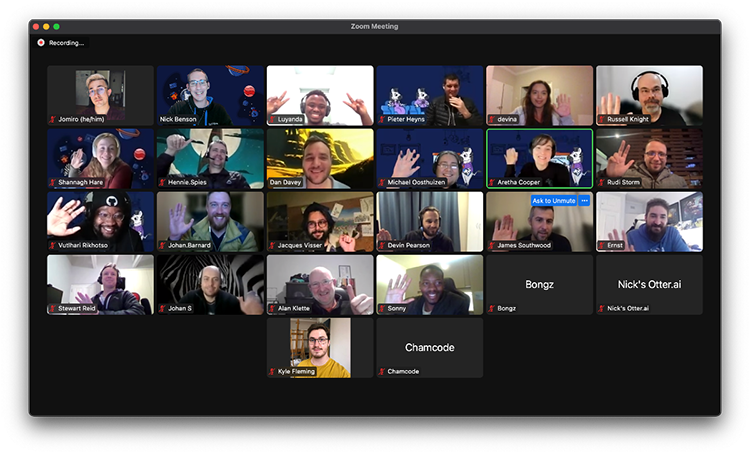 Zoom Meeting
Recording...
Jomiro (he/him)
Nick Benson
Luyanda
Pieter Heyns
devina
Russell Knight
Shannagh Hare
Hennie.Spies
Dan Davey
Michael Oosthuizen
Aretha Cooper
Rudi Storm
Ask to Unmute
Vutlhari Rikhotso
Johan.Barnard
Jacques Visser
Devin Pearson
James Southwood
Ernst
Stewart Reid
Johan S
Alan Klette
Sonny
Bongz
Bongz
Nick's Otter.ai
Nick's Otter.ai
Kyle Fleming
Chamcode
Chamcode